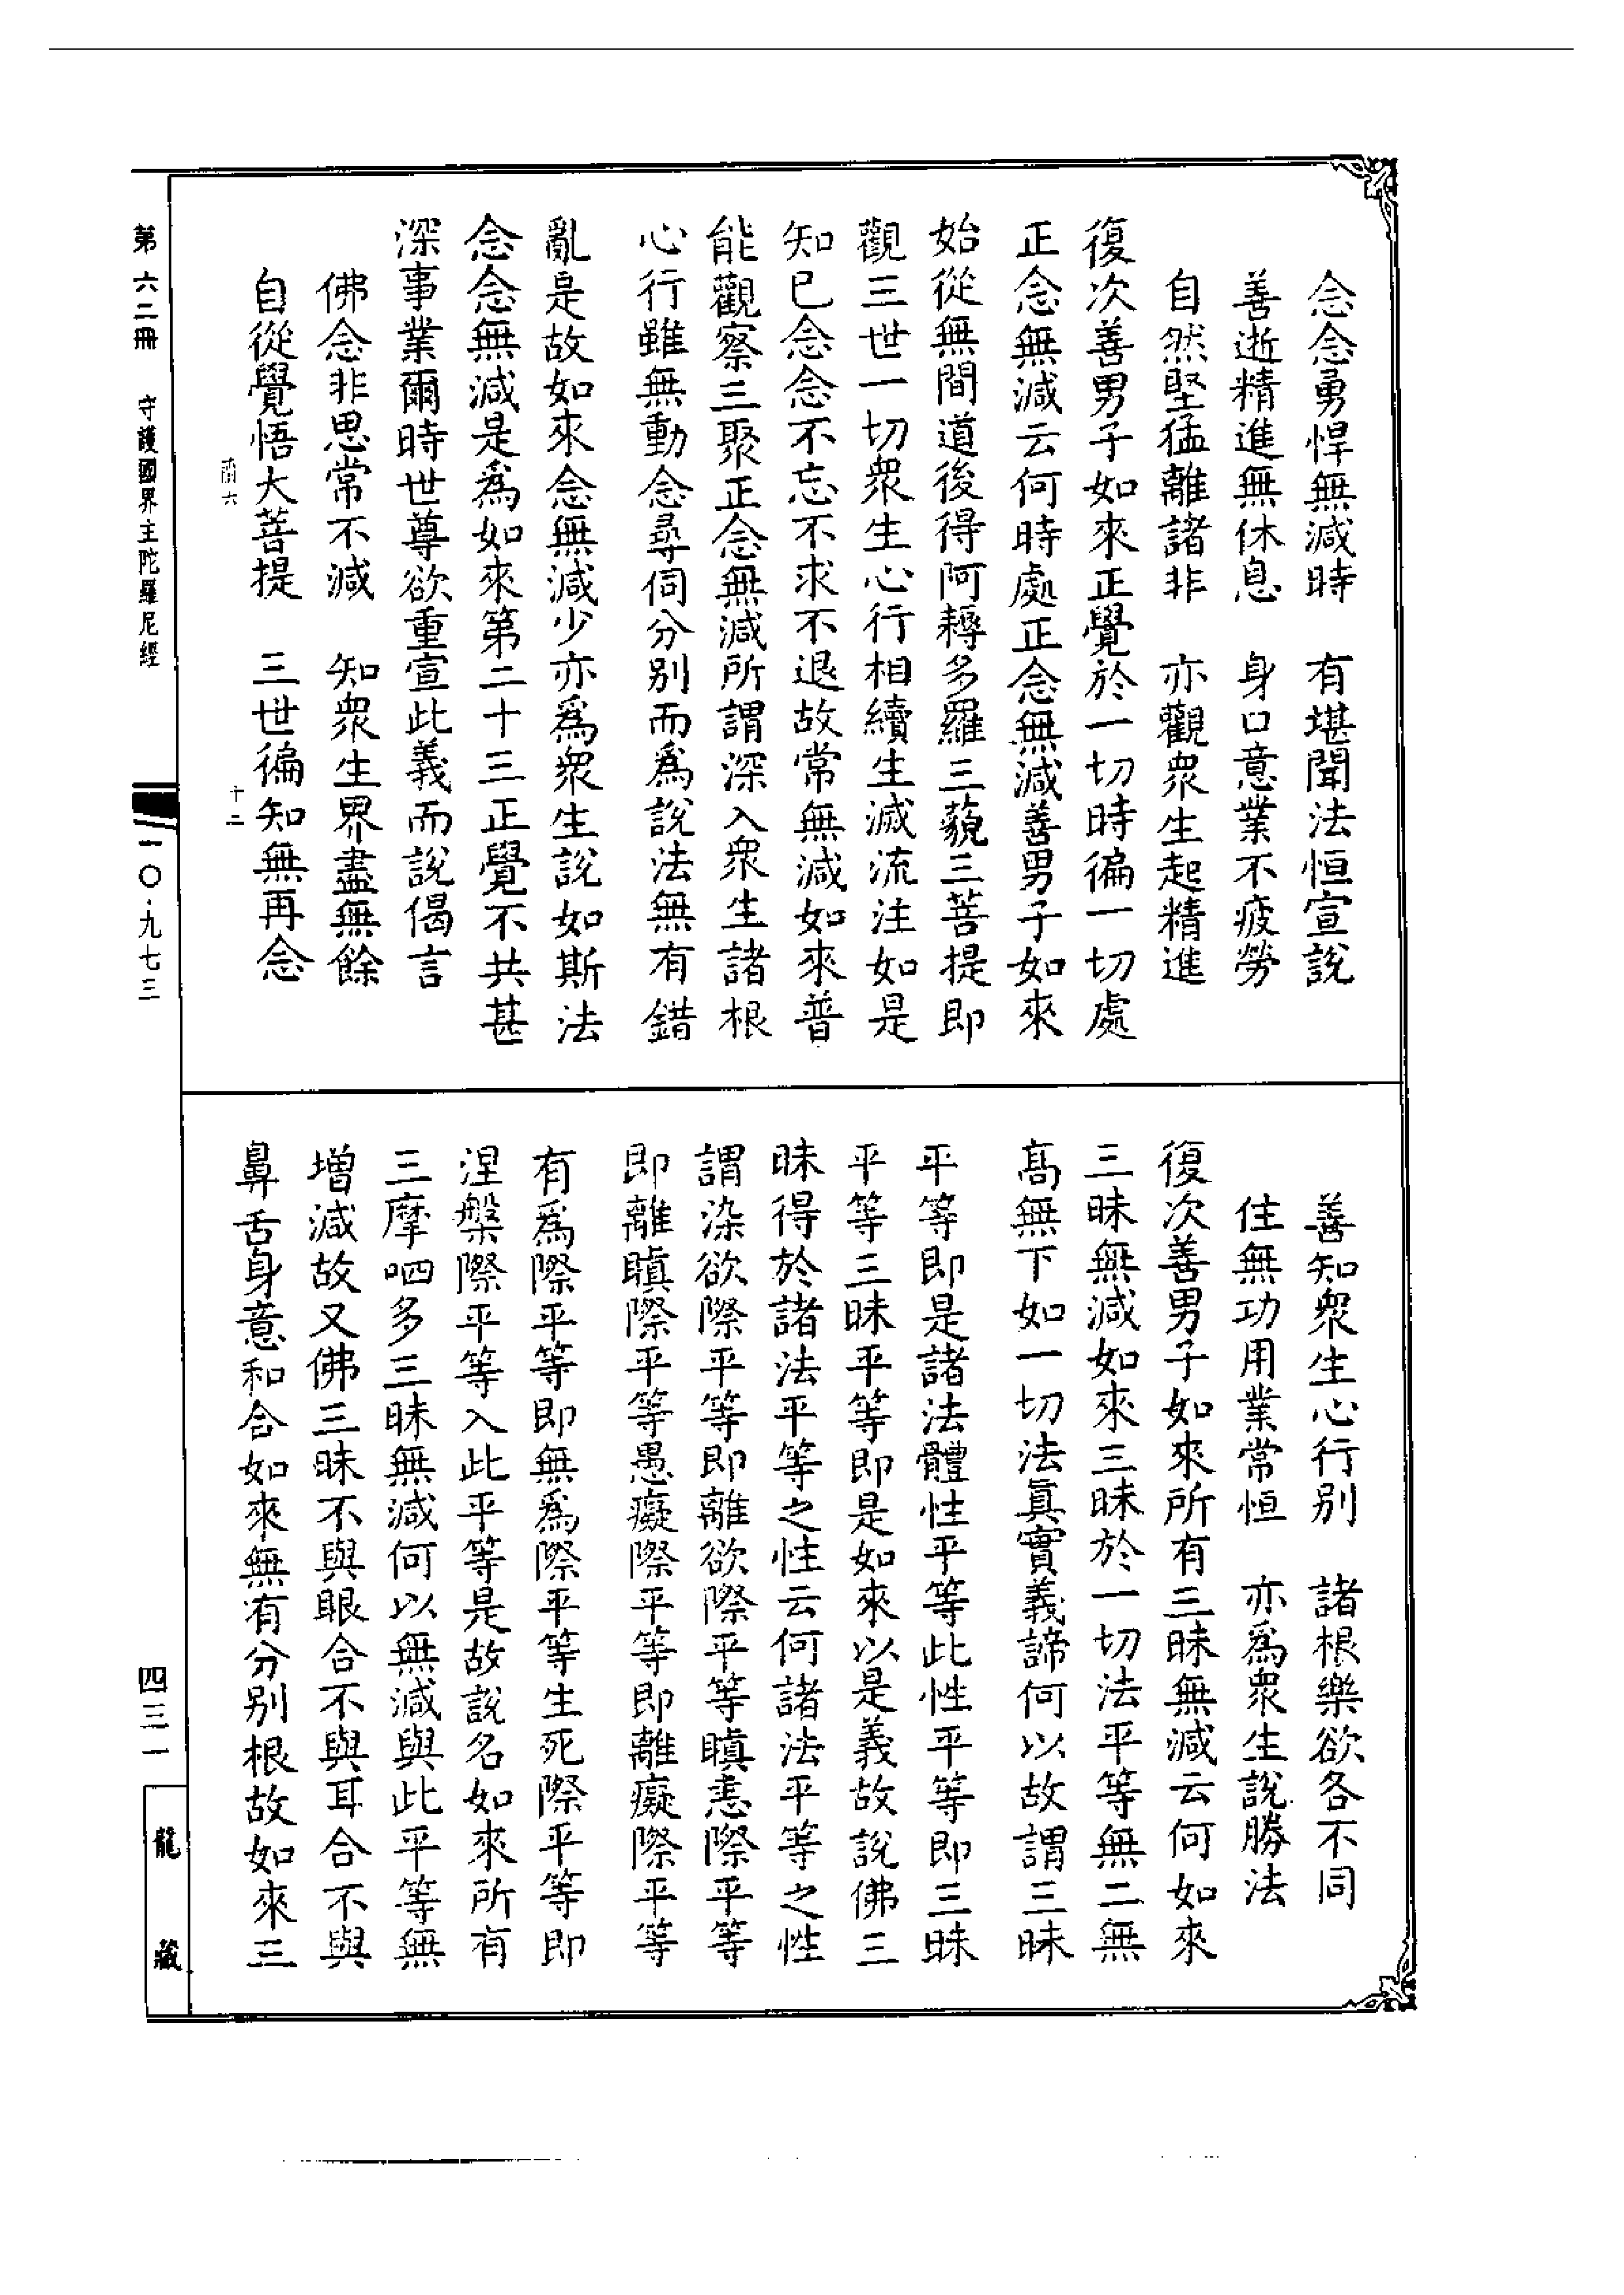 念念勇悍無減時　有堪聞法恒宣說
善逝精進無休息　身口意業不疲勞
自然堅猛離諸非　亦觀衆生起精進
復次善男子如來正覺於一切時徧一切處
正念無減云何時處正念無減善男子如來
始從無間道後得阿耨多羅三藐三菩提即
觀三世一切衆生心行相續生滅流注如是
知已念念不忘不求不退故常無減如來普
能觀察三聚正念無減所謂深入衆生諸根
心行雖無動念尋伺分别而爲說法無有錯
亂是故如來念無減少亦爲衆生說如斯法
念念無減是爲如來第二十三正覺不共甚
深事業爾時世尊欲重宣此義而說偈言
佛念非思常不減　知衆生界盡無餘
自從覺悟大菩提　三世徧知無再念
善知衆生心行别　諸根樂欲各不同
住無功用業常恒　亦爲衆生說勝法
復次善男子如來所有三昧無減云何如來
三昧無減如來三昧於一切法平等無二無
高無下如一切法眞實義諦何以故謂三昧
平等即是諸法體性平等此性平等即三昧
平等三昧平等即是如來以是義故說佛三
昧得於諸法平等之性云何諸法平等之性
謂染欲際平等即離欲際平等瞋恚際平等
即離瞋際平等愚癡際平等即離癡際平等
有爲際平等即無爲際平等生死際平等即
涅槃際平等入此平等是故說名如來所有
三摩呬多三昧無減何以無減與此平等無
增減故又佛三昧不與眼合不與耳合不與
鼻舌身意和合如來無有分别根故如來三
第六二冊　守護國界主陀羅尼經
一〇·九七三
四三一
龍藏
十二